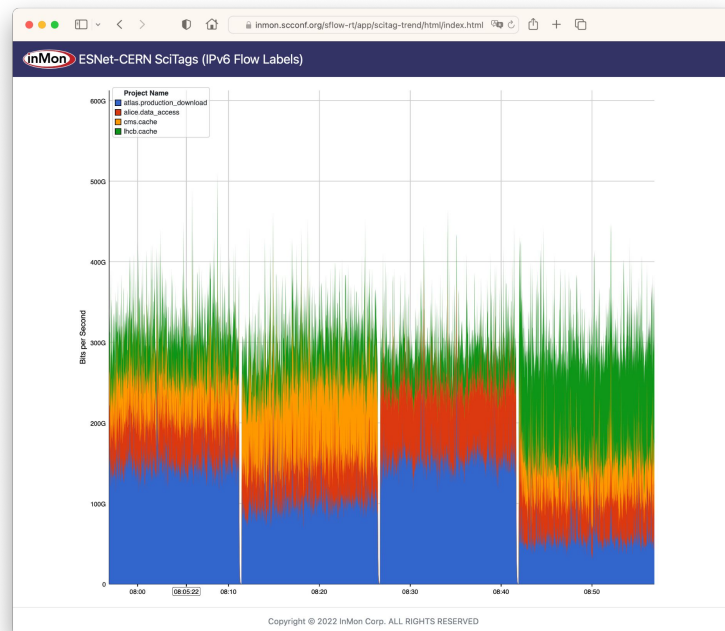 inmon.scconf.org/sflow-rt/app/scitag-trend/html/index.html
inMon ESNet-CERN SciTags (IPv6 Flow Labels)
Project Name
atlas.production_download
alice.data_access
cms.cache
lhcb.cache
600G
500G
400G
300G
200G
100G
0
Bits per Second
08:00
08:05:22
08:10
08:20
08:30
08:40
08:50
Copyright © 2022 InMon Corp. ALL RIGHTS RESERVED